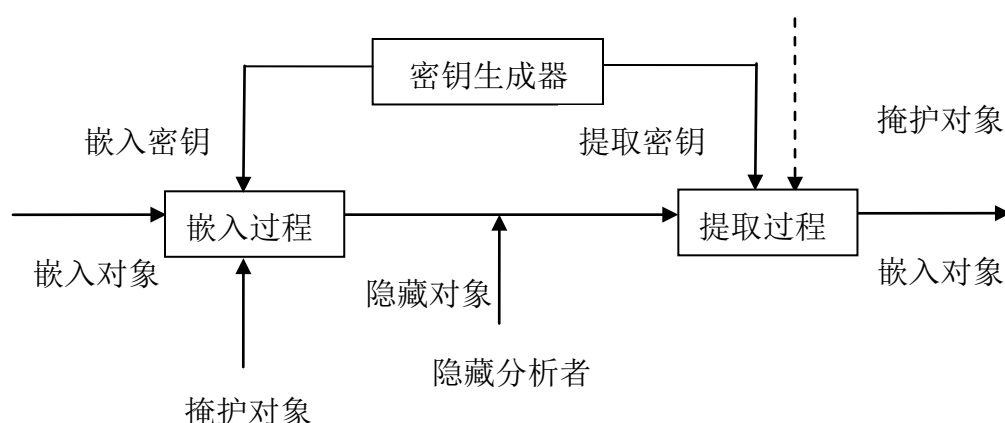 密钥生成器
掩护对象
嵌入密钥
提取密钥
嵌入过程
提取过程
嵌入对象
隐藏对象
嵌入对象
隐藏分析者
掩护对象